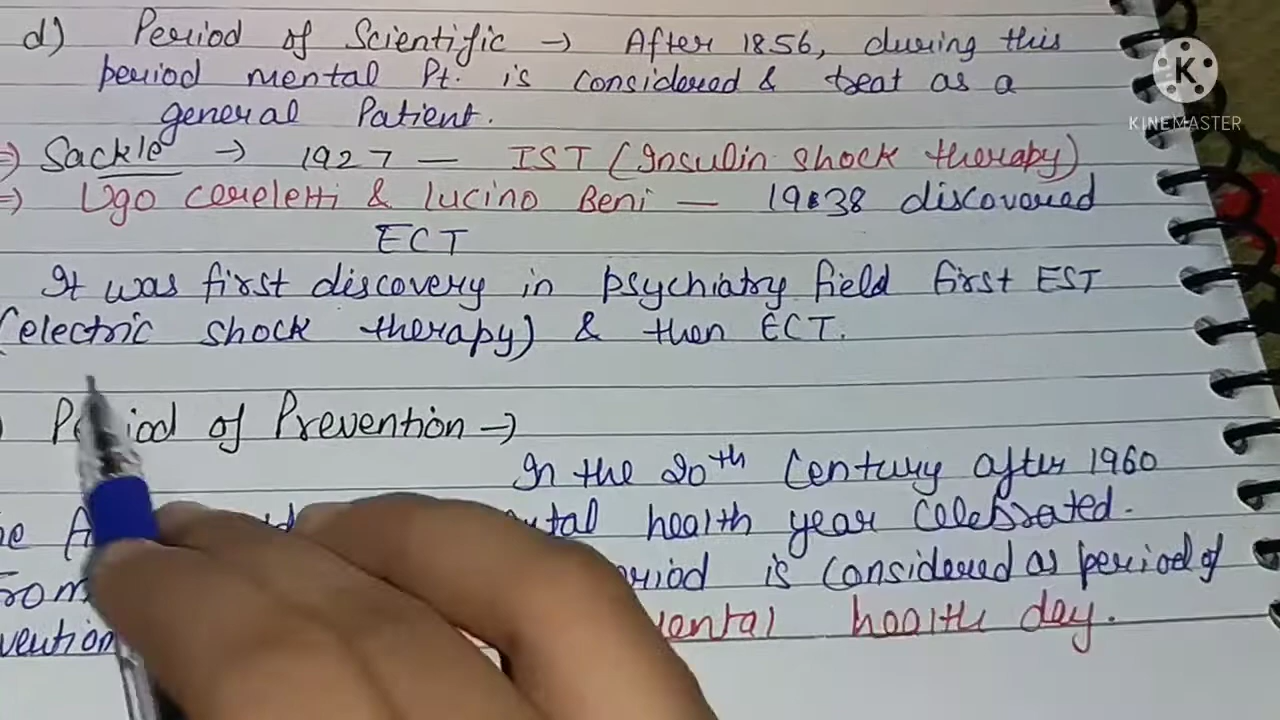 d) Period of Scientific → After 1856, during this
period mental Pt. is considered & treat as a
general Patient.
⇒) Sackle → 1927 — IST (Insulin shock therapy)
⇒) Ugo cereletti & Lucino Beni — 1938 discovered
ECT
It was first discovery in psychiatry field first EST
(electric shock therapy) & then ECT.
Period of Prevention →
In the 20th Century after 1960
health year Celebrated.
is considered as period of
health day.
K
KINEMASTER